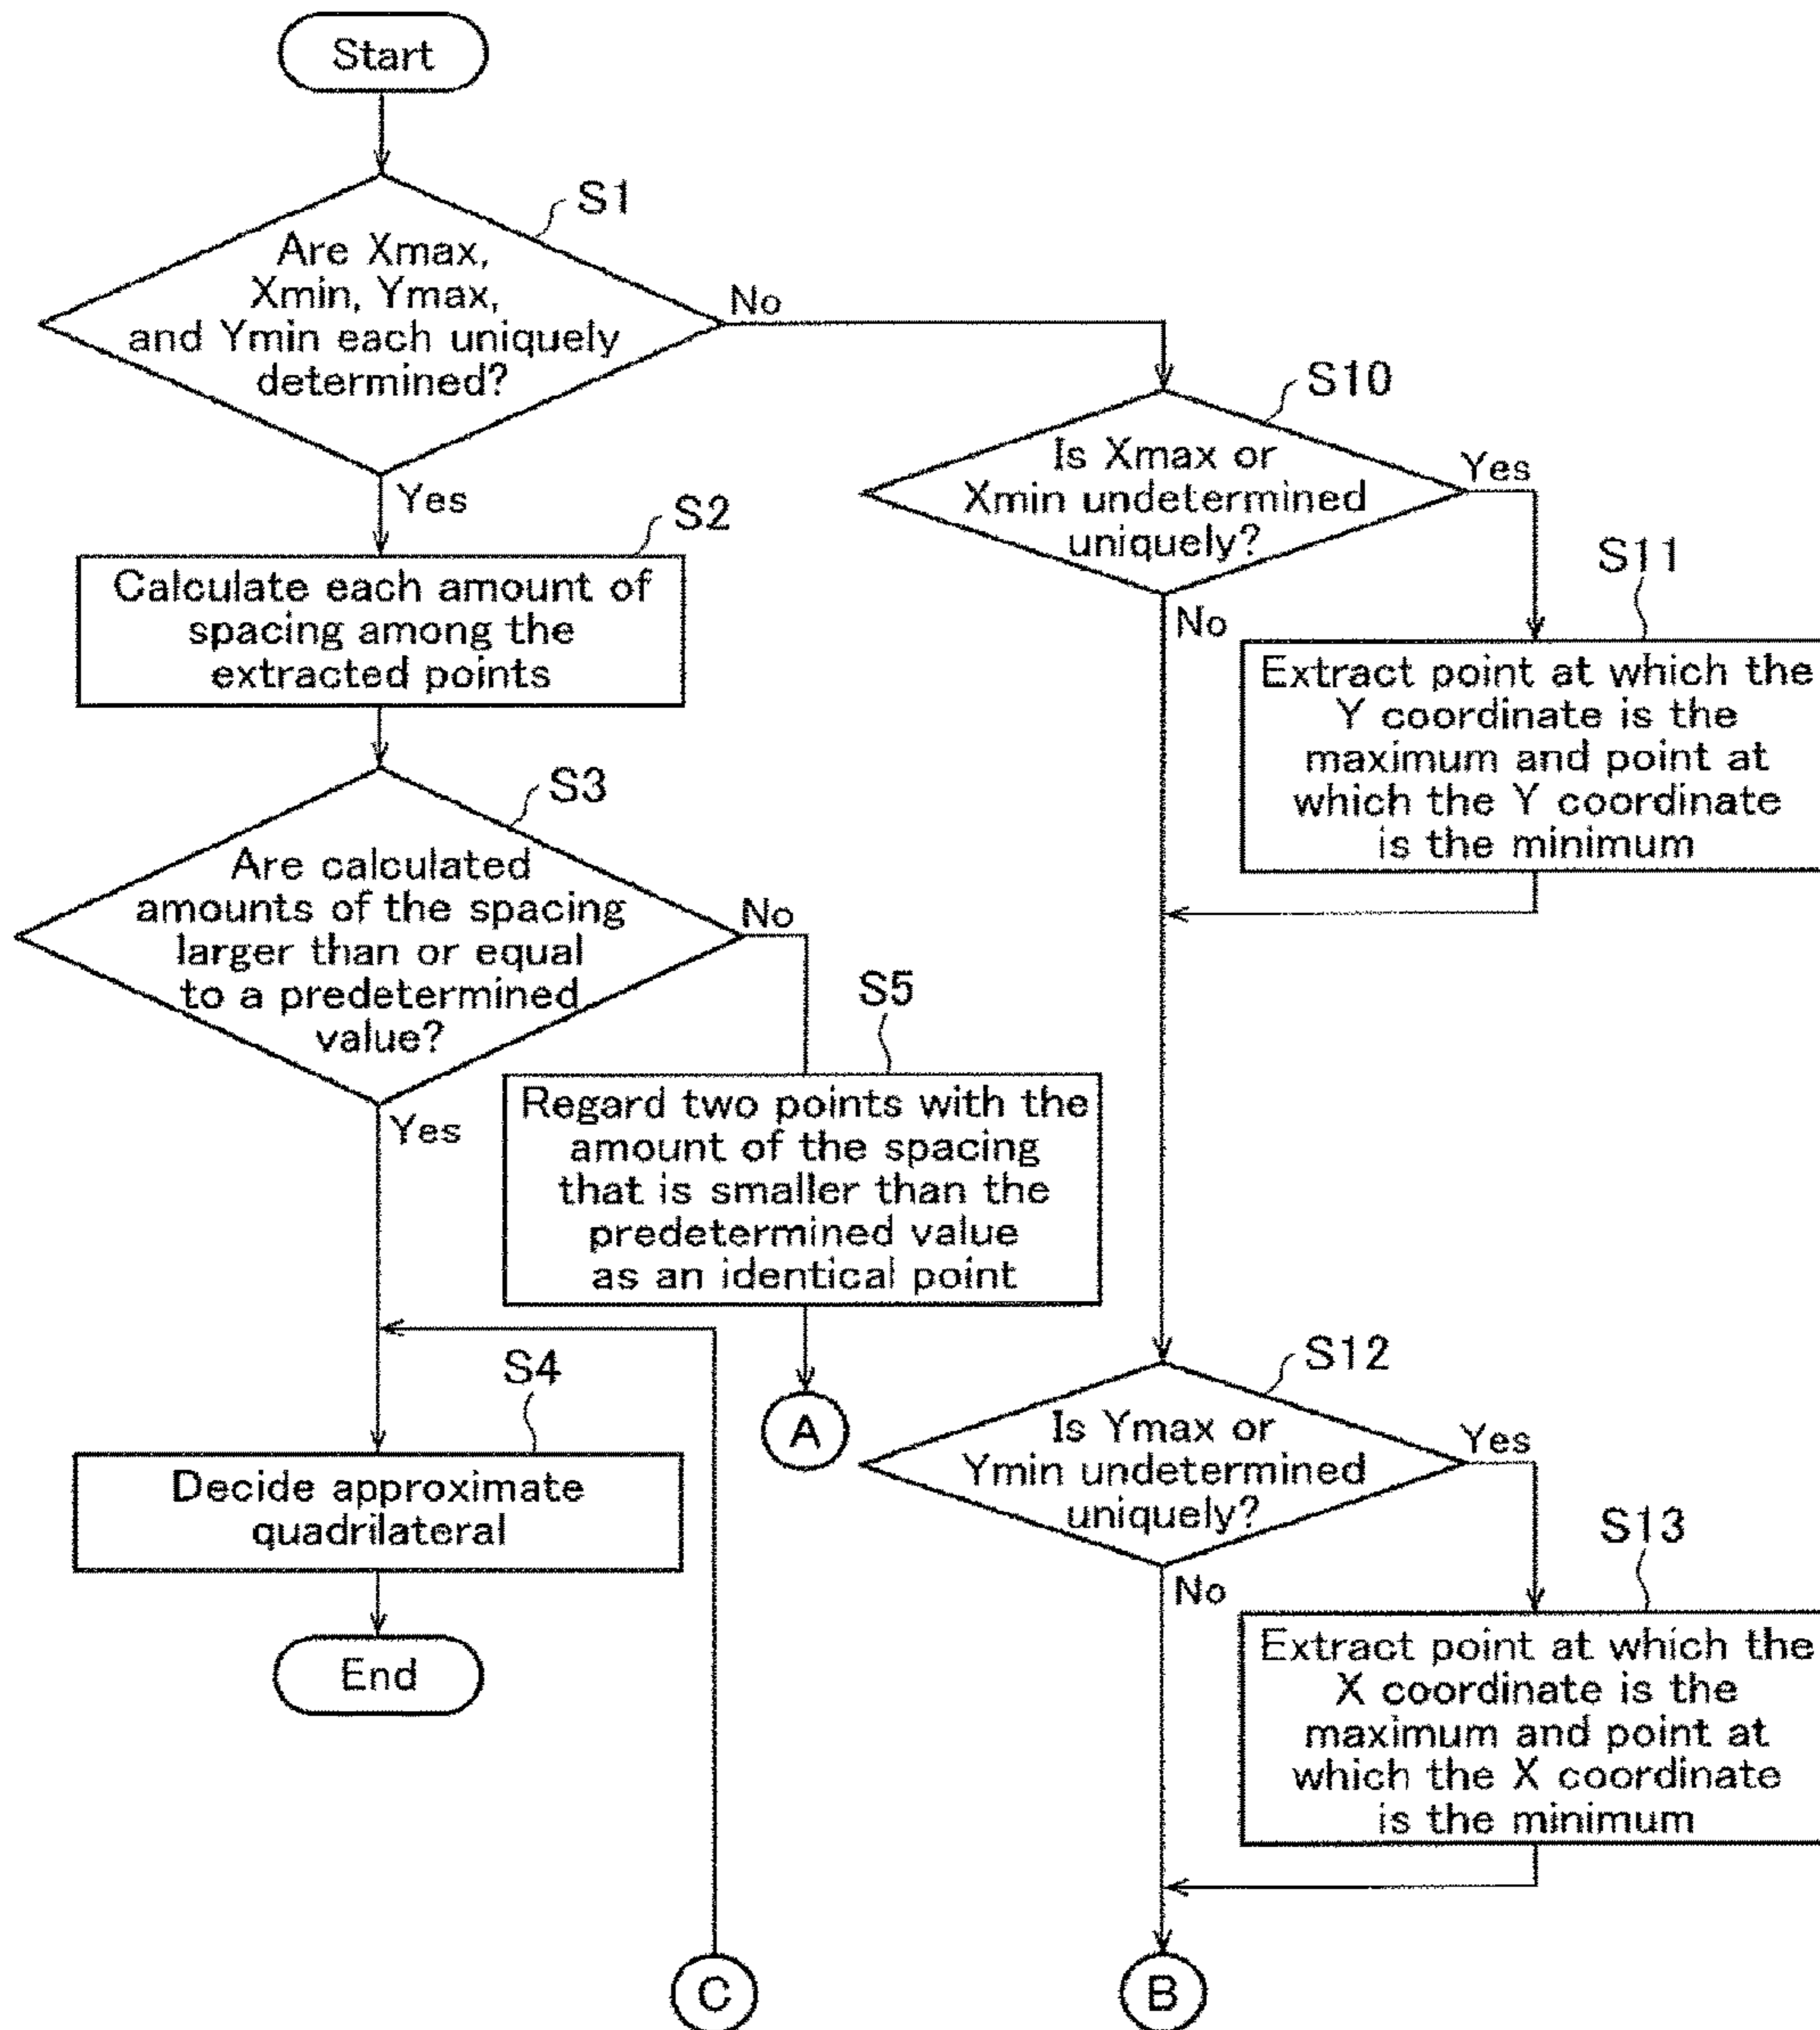 Start
S1
Are Xmax,
Xmin, Ymax,
and Ymin each uniquely
determined?
No
Yes
S2
Calculate each amount of
spacing among the
extracted points
S3
Are calculated
amounts of the spacing
larger than or equal
to a predetermined
value?
No
Yes
S5
Regard two points with the
amount of the spacing
that is smaller than the
predetermined value
as an identical point
A
S4
Decide approximate
quadrilateral
End
C
S10
Is Xmax or
Xmin undetermined
uniquely?
Yes
No
S11
Extract point at which the
Y coordinate is the
maximum and point at
which the Y coordinate
is the minimum
S12
Is Ymax or
Ymin undetermined
uniquely?
Yes
No
S13
Extract point at which the
X coordinate is the
maximum and point at
which the X coordinate
is the minimum
B